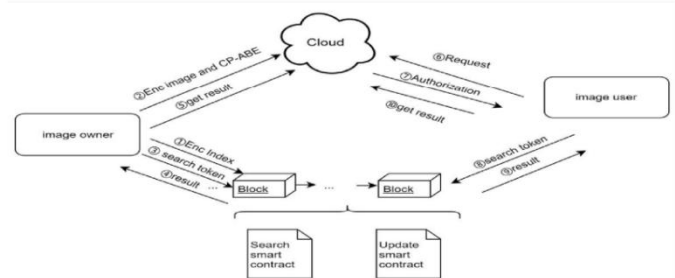 Cloud
②Enc image and CP-ABE
⑤get result
⑥Request
⑦Authorization
⑩get result
image owner
image user
①Enc Index
③ search token
④result
...
Block
...
Block
⑧search token
⑨result
Search
smart
contract
Update
smart
contract